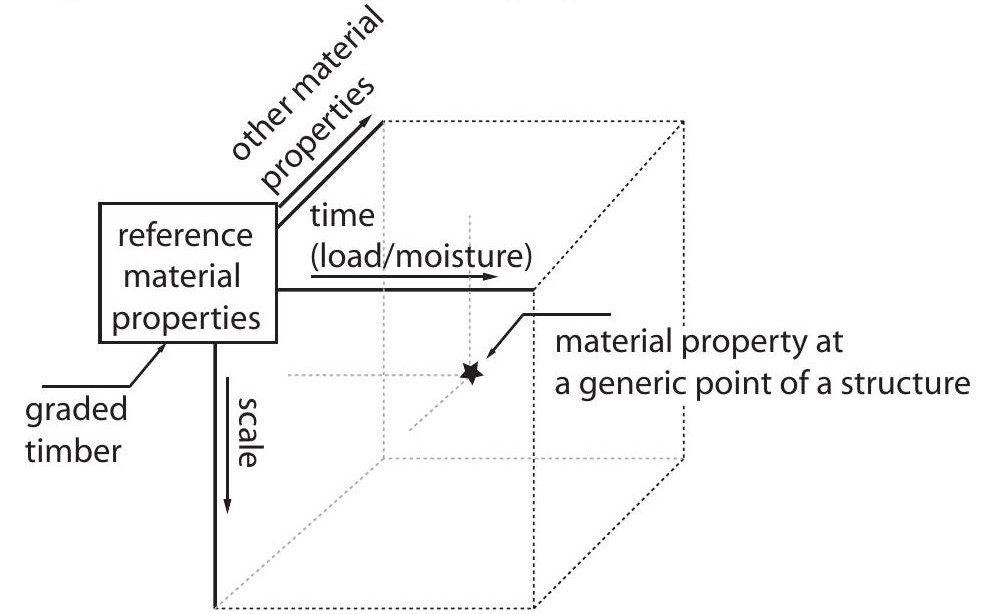 other material
properties
time
(load/moisture)
reference
material
properties
material property at
a generic point of a structure
graded
timber
scale